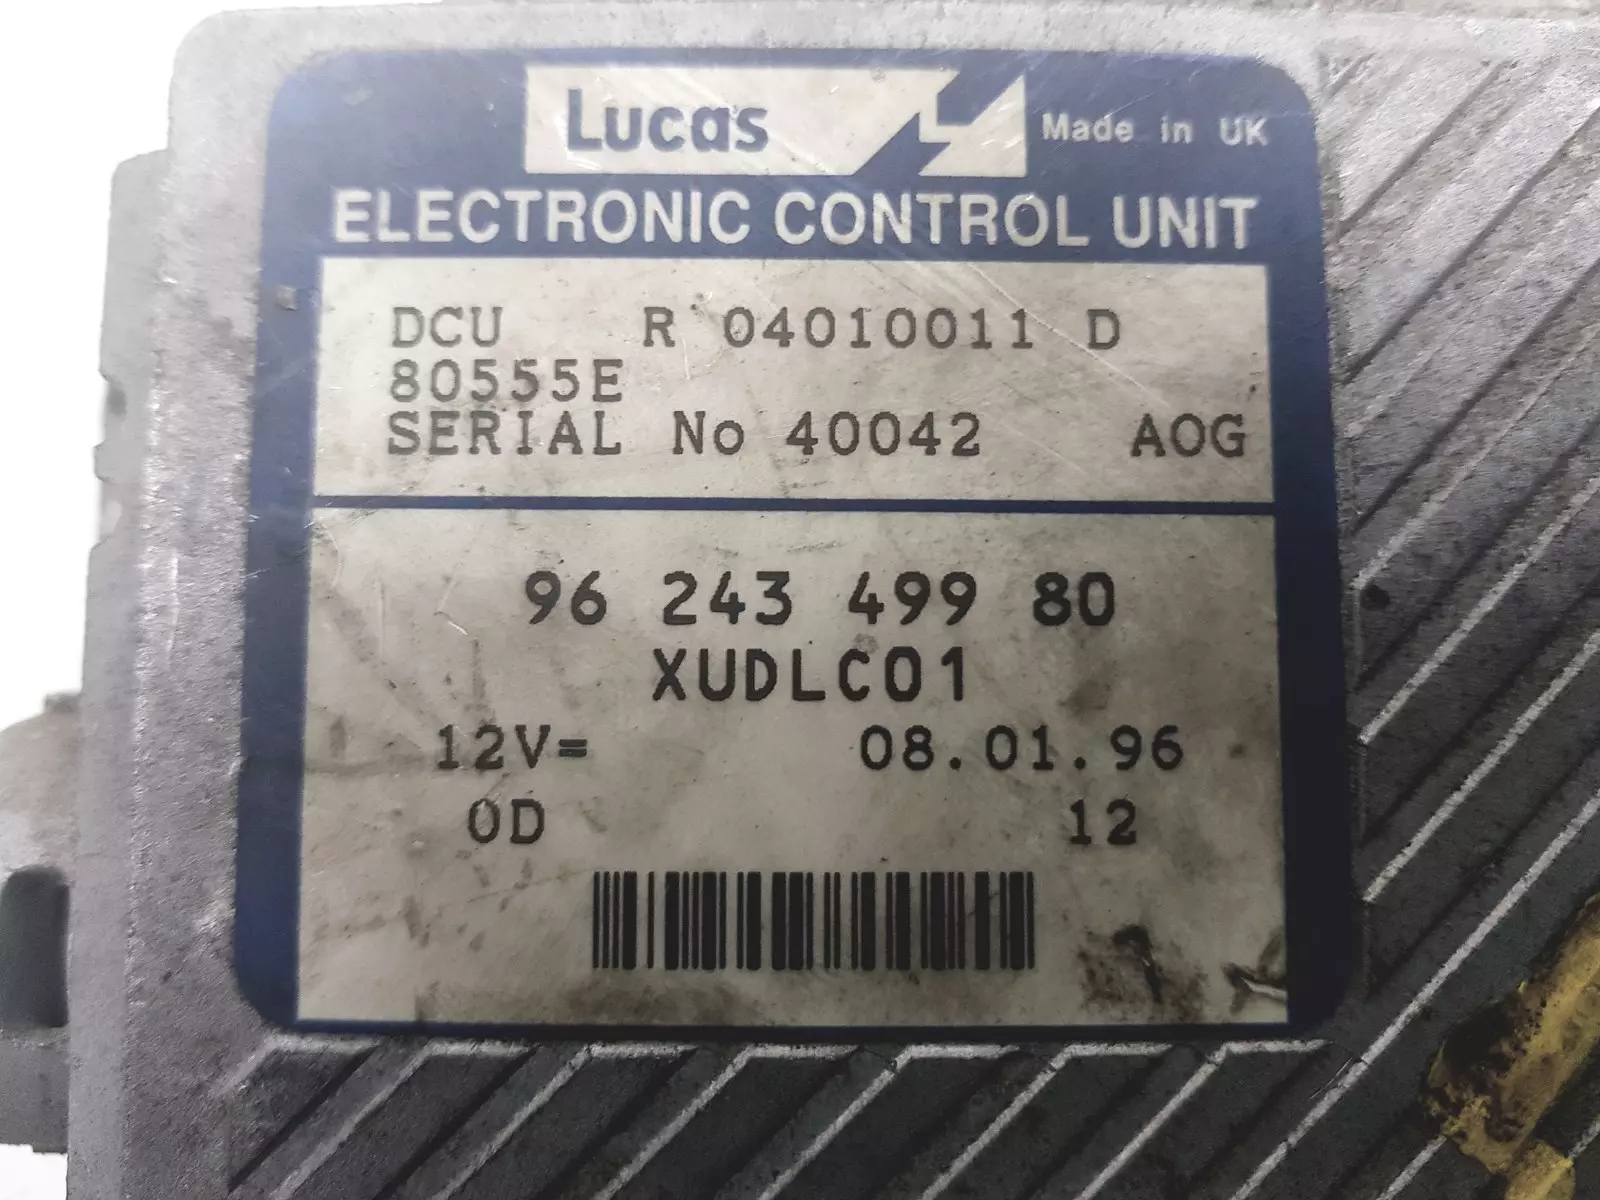 Lucas Made in UK
ELECTRONIC CONTROL UNIT
DCU R 04010011 D
80555E
SERIAL No 40042 AOG
96 243 499 80
XUDLC01
12V= 08.01.96
0D 12